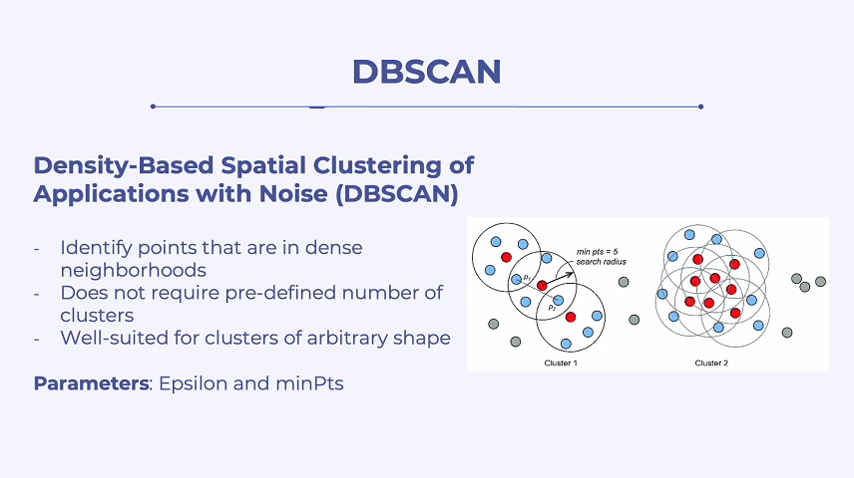 DBSCAN
Density-Based Spatial Clustering of
Applications with Noise (DBSCAN)
- Identify points that are in dense
neighborhoods
- Does not require pre-defined number of
clusters
- Well-suited for clusters of arbitrary shape
Parameters: Epsilon and minPts
min pts = 5
search radius
p₁
p₂
Cluster 1
Cluster 2